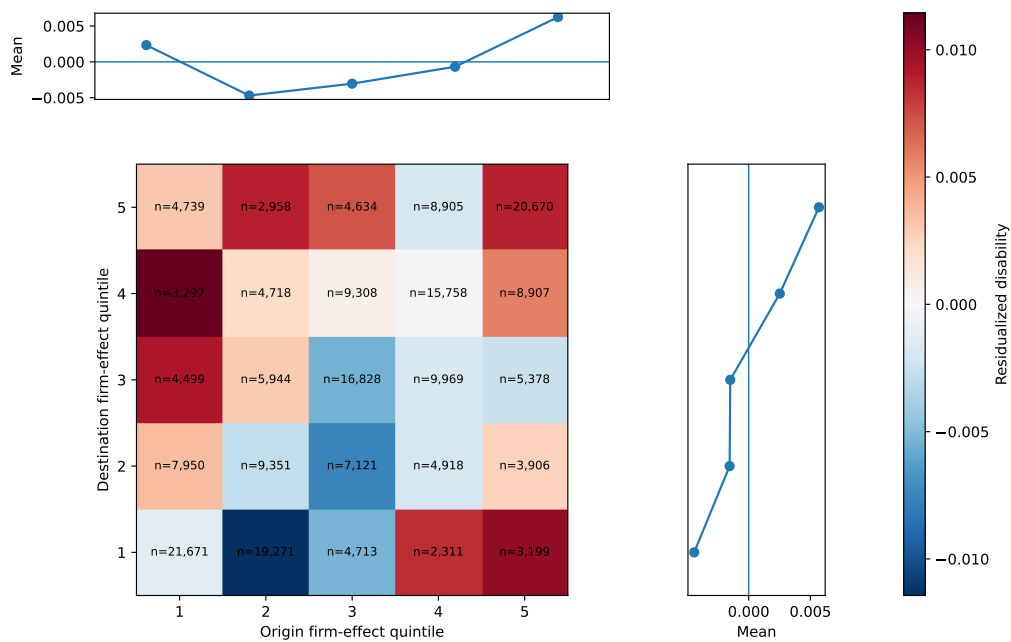 0.005
0.000
−0.005
Mean
5
n=4,739
n=2,958
n=4,634
n=8,905
n=20,670
4
n=3,297
n=4,718
n=9,308
n=15,758
n=8,907
3
n=4,499
n=5,944
n=16,828
n=9,969
n=5,378
2
n=7,950
n=9,351
n=7,121
n=4,918
n=3,906
1
n=21,671
n=19,271
n=4,713
n=2,311
n=3,199
Destination firm-effect quintile
1 2 3 4 5
Origin firm-effect quintile
0.000 0.005
Mean
0.010
0.005
0.000
−0.005
−0.010
Residualized disability